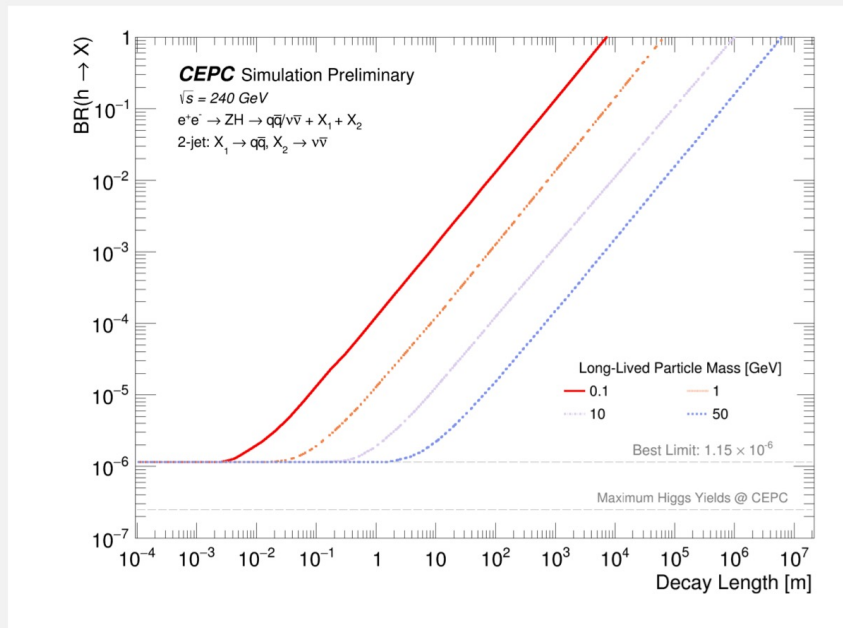 BR(h → X)
1
10⁻¹
10⁻²
10⁻³
10⁻⁴
10⁻⁵
10⁻⁶
10⁻⁷
CEPC Simulation Preliminary
√s = 240 GeV
e⁺e⁻ → ZH → qq̄/νν̄ + X₁ + X₂
2-jet: X₁ → qq̄, X₂ → νν̄
Long-Lived Particle Mass [GeV]
0.1 1
10 50
Best Limit: 1.15 × 10⁻⁶
Maximum Higgs Yields @ CEPC
10⁻⁴ 10⁻³ 10⁻² 10⁻¹ 1 10 10² 10³ 10⁴ 10⁵ 10⁶ 10⁷
Decay Length [m]